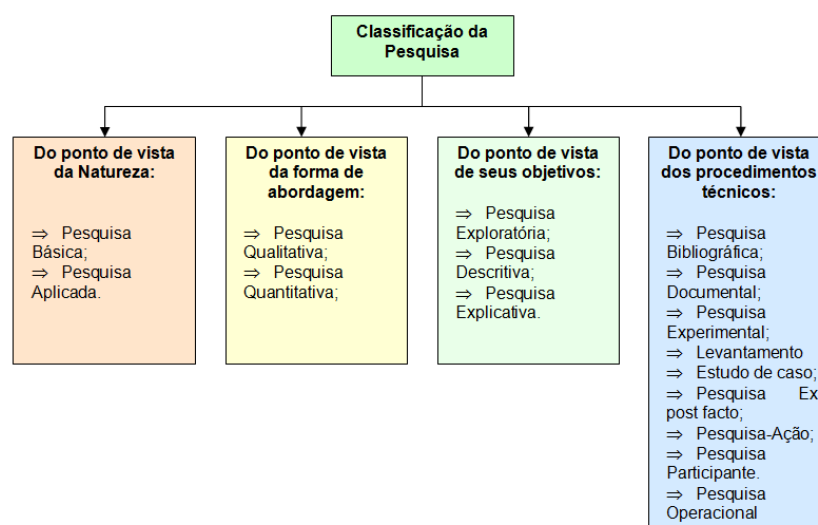 Classificação da
Pesquisa
Do ponto de vista
da Natureza:
⇒ Pesquisa
Básica;
⇒ Pesquisa
Aplicada.
Do ponto de vista
da forma de
abordagem:
⇒ Pesquisa
Qualitativa;
⇒ Pesquisa
Quantitativa;
Do ponto de vista
de seus objetivos:
⇒ Pesquisa
Exploratória;
⇒ Pesquisa
Descritiva;
⇒ Pesquisa
Explicativa.
Do ponto de vista
dos procedimentos
técnicos:
⇒ Pesquisa
Bibliográfica;
⇒ Pesquisa
Documental;
⇒ Pesquisa
Experimental;
⇒ Levantamento
⇒ Estudo de caso;
⇒ Pesquisa Ex
post facto;
⇒ Pesquisa-Ação;
⇒ Pesquisa
Participante.
⇒ Pesquisa
Operacional